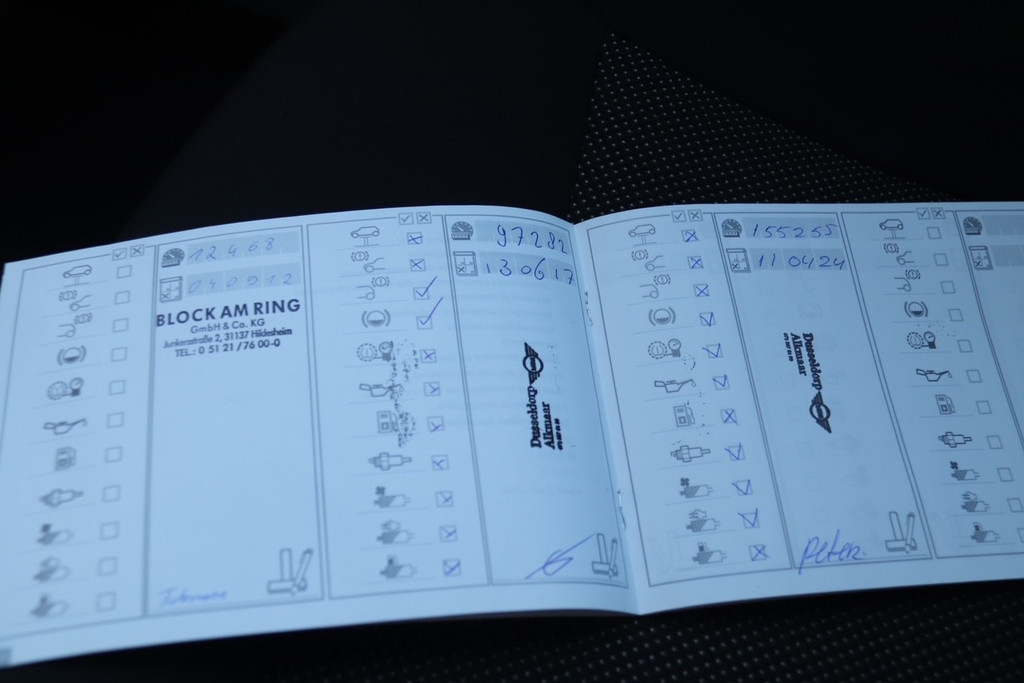 12468
040912
BLOCK AM RING
GmbH & Co. KG
Junkernstraße 2, 31137 Hildesheim
TEL.: 0 51 21 / 76 00-0
97282
130617
Dusseldorp
Alkmaar
155255
110424
Dusseldorp
Alkmaar
Peter.